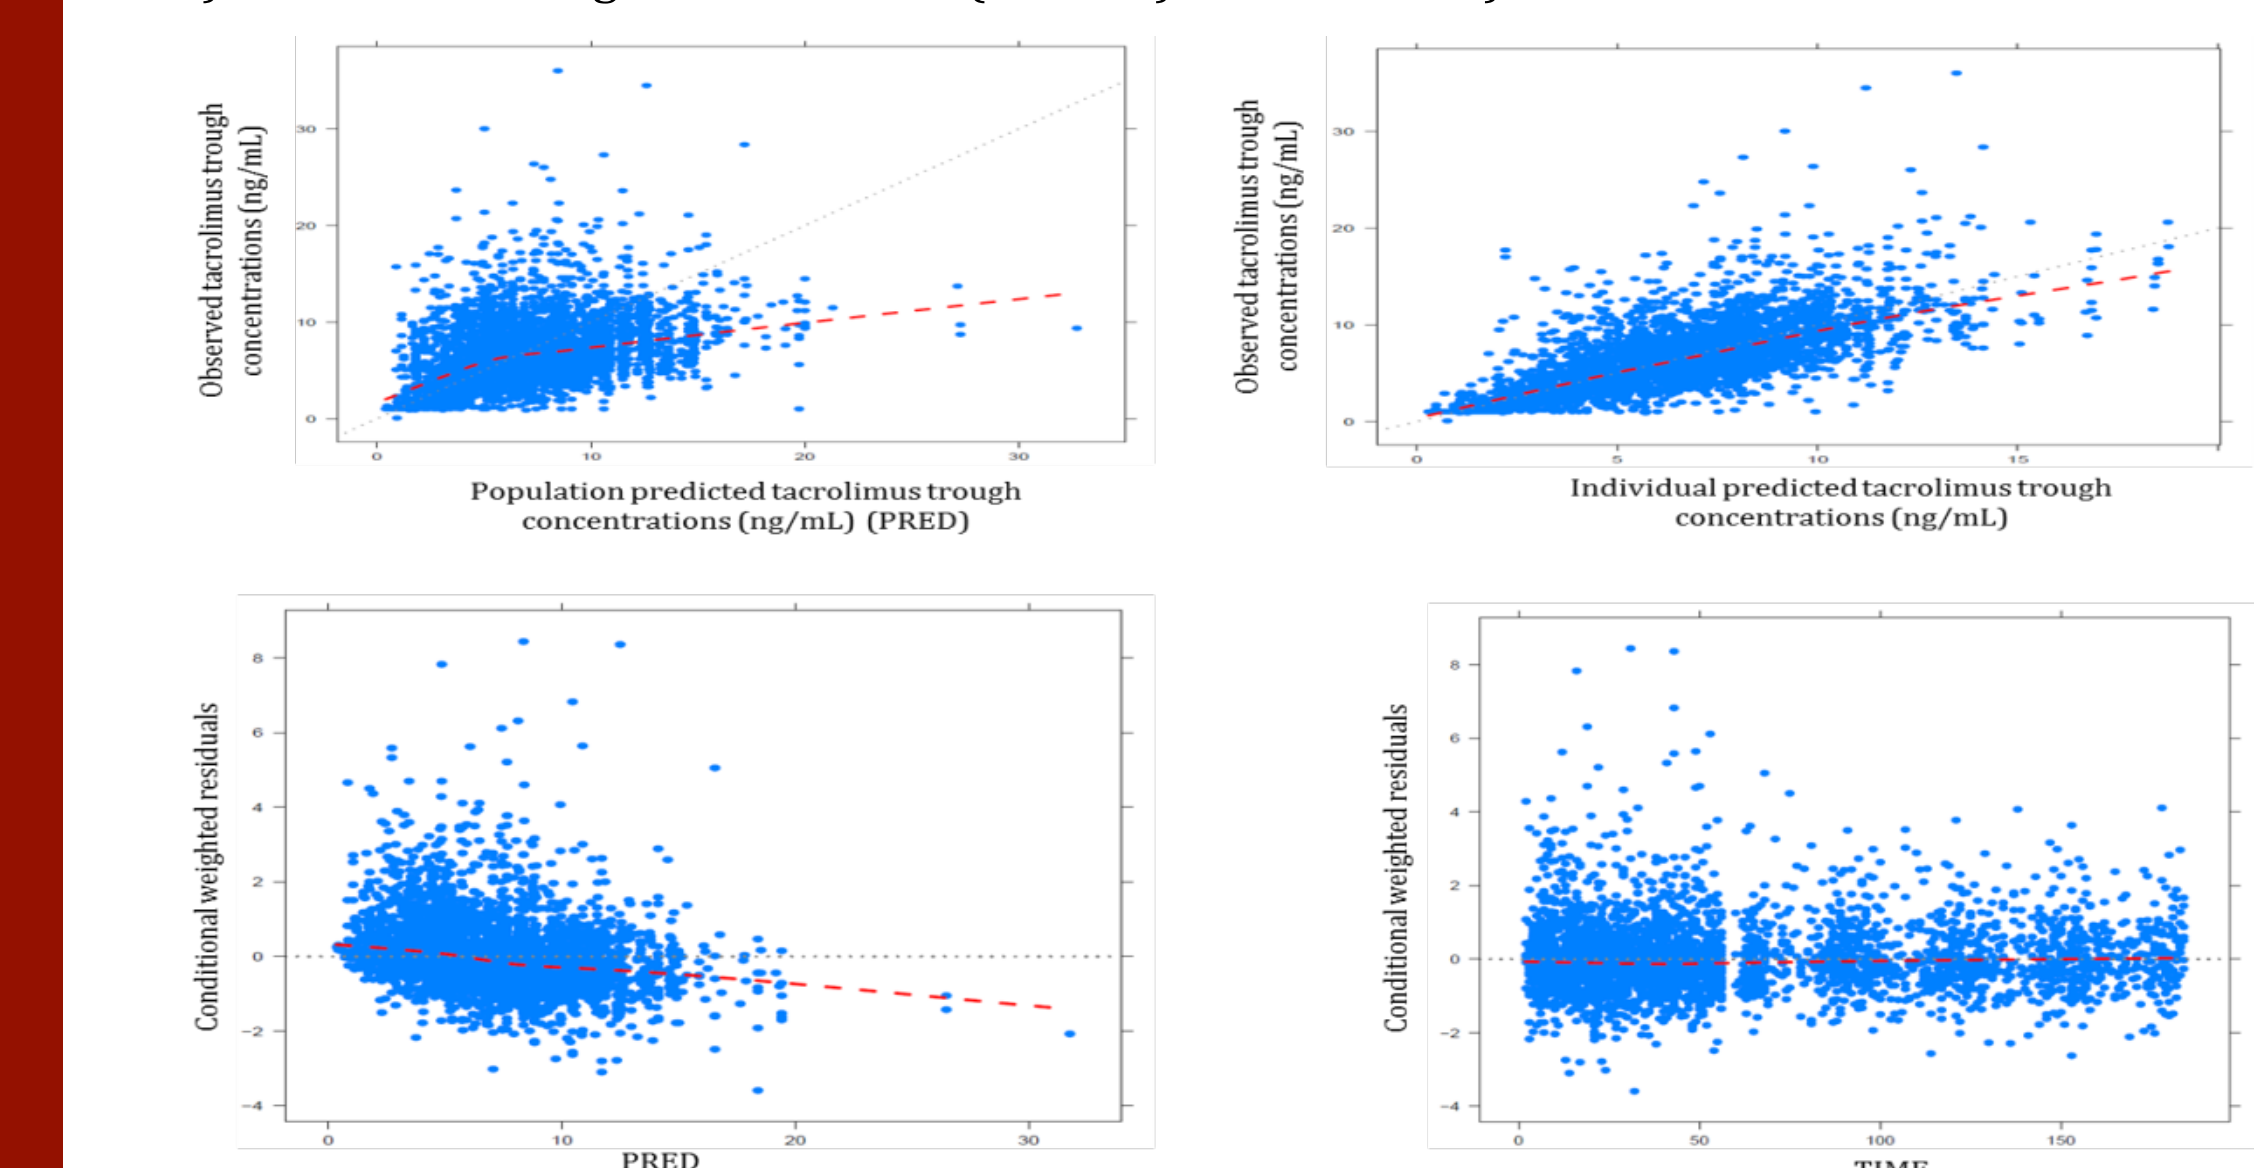 Observed tacrolimus trough
concentrations (ng/mL)
30
20
10
0
0 10 20 30
Population predicted tacrolimus trough
concentrations (ng/mL) (PRED)
Observed tacrolimus trough
concentrations (ng/mL)
30
20
10
0
0 5 10 15
Individual predicted tacrolimus trough
concentrations (ng/mL)
Conditional weighted residuals
8
6
4
2
0
−2
−4
0 10 20 30
PRED
Conditional weighted residuals
8
6
4
2
0
−2
−4
0 50 100 150
TIME